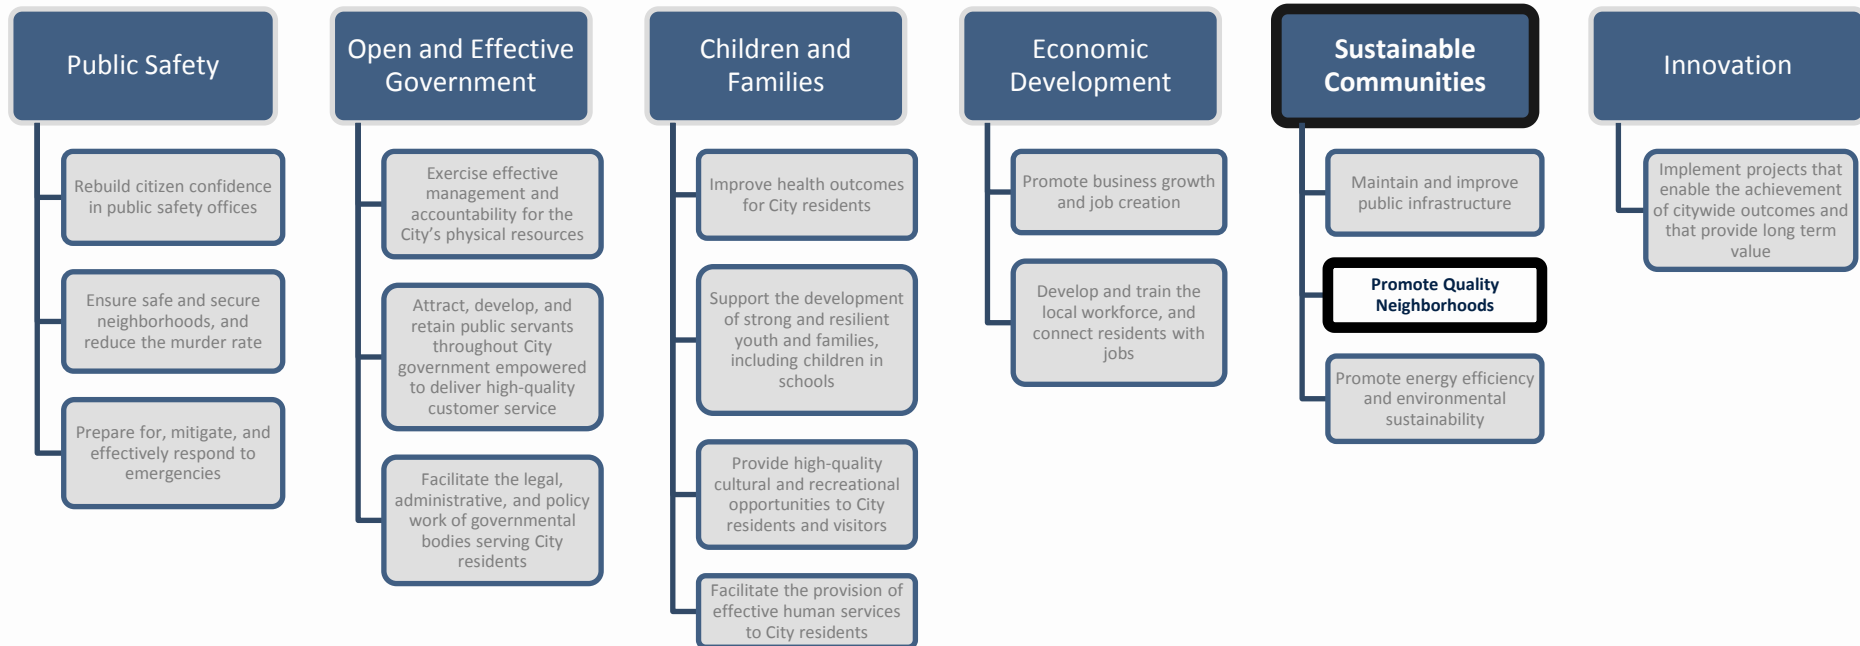 Public Safety
Rebuild citizen confidence
in public safety offices
Ensure safe and secure
neighborhoods, and
reduce the murder rate
Prepare for, mitigate, and
effectively respond to
emergencies
Open and Effective
Government
Exercise effective
management and
accountability for the
City’s physical resources
Attract, develop, and
retain public servants
throughout City
government empowered
to deliver high-quality
customer service
Facilitate the legal,
administrative, and policy
work of governmental
bodies serving City
residents
Children and
Families
Improve health outcomes
for City residents
Support the development
of strong and resilient
youth and families,
including children in
schools
Provide high-quality
cultural and recreational
opportunities to City
residents and visitors
Facilitate the provision of
effective human services
to City residents
Economic
Development
Promote business growth
and job creation
Develop and train the
local workforce, and
connect residents with
jobs
Sustainable
Communities
Maintain and improve
public infrastructure
Promote Quality
Neighborhoods
Promote energy efficiency
and environmental
sustainability
Innovation
Implement projects that
enable the achievement
of citywide outcomes and
that provide long term
value